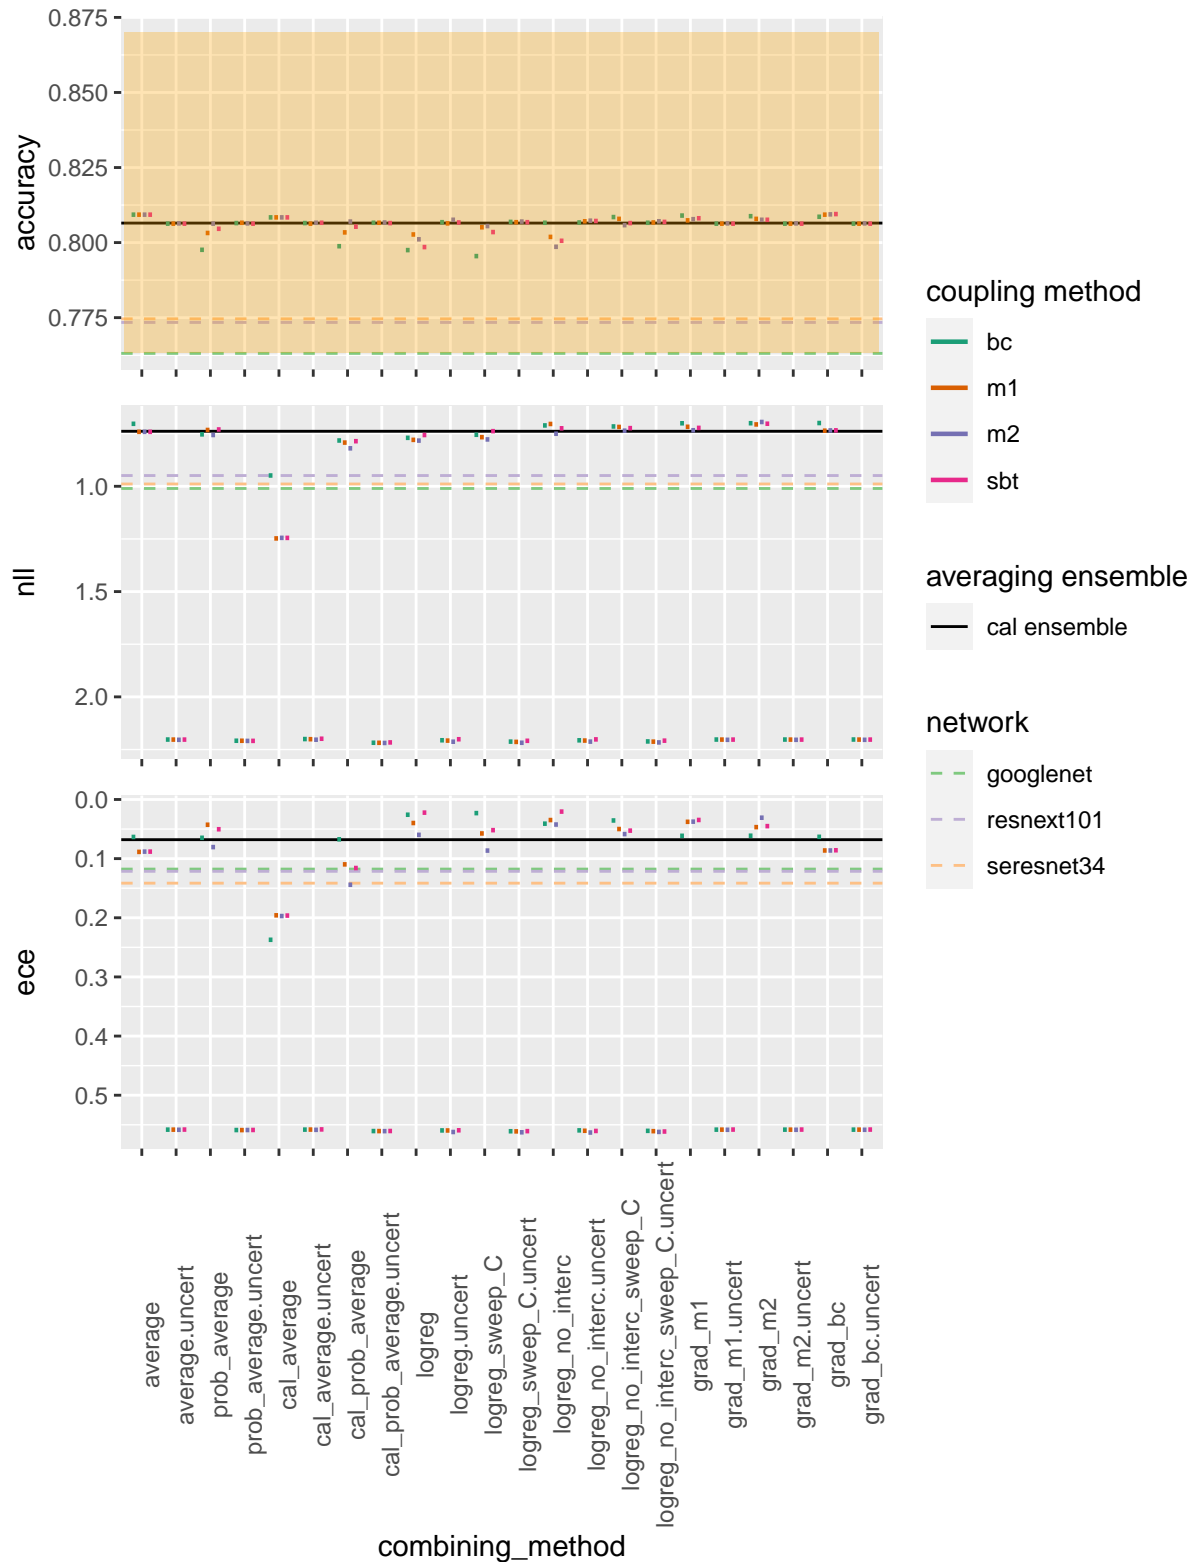 0.875
0.850
0.825
0.800
0.775
accuracy
1.0
1.5
2.0
nll
0.0
0.1
0.2
0.3
0.4
0.5
ece
average
average.uncert
prob_average
prob_average.uncert
cal_average
cal_average.uncert
cal_prob_average
cal_prob_average.uncert
logreg
logreg.uncert
logreg_sweep_C
logreg_sweep_C.uncert
logreg_no_interc
logreg_no_interc.uncert
logreg_no_interc_sweep_C
logreg_no_interc_sweep_C.uncert
grad_m1
grad_m1.uncert
grad_m2
grad_m2.uncert
grad_bc
grad_bc.uncert
combining_method
coupling method
bc
m1
m2
sbt
averaging ensemble
cal ensemble
network
googlenet
resnext101
seresnet34